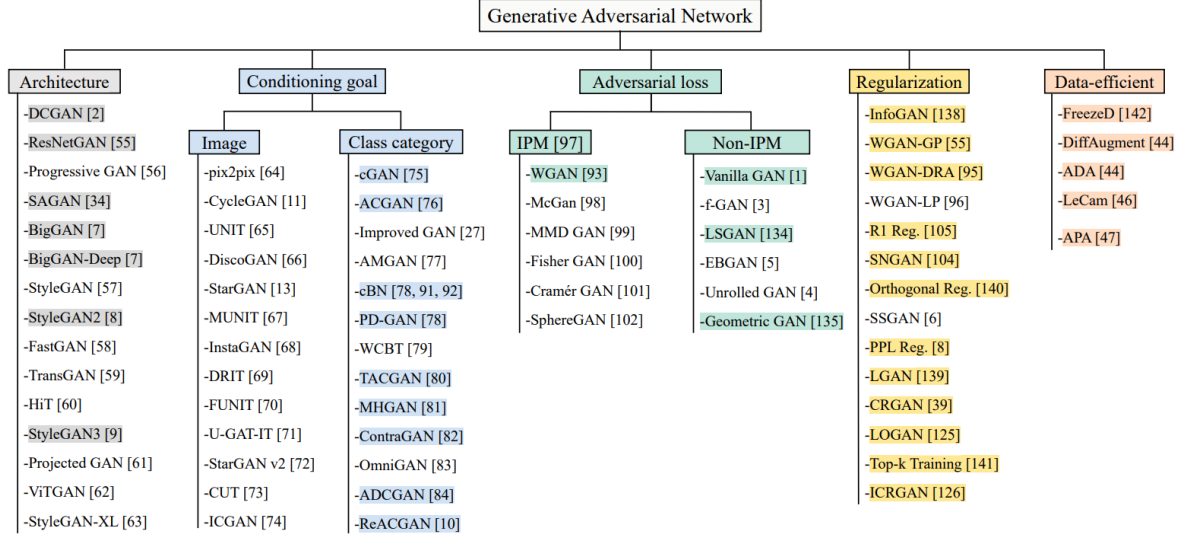 Generative Adversarial Network
Architecture
-DCGAN [2]
-ResNetGAN [55]
-Progressive GAN [56]
-SAGAN [34]
-BigGAN [7]
-BigGAN-Deep [7]
-StyleGAN [57]
-StyleGAN2 [8]
-FastGAN [58]
-TransGAN [59]
-HiT [60]
-StyleGAN3 [9]
-Projected GAN [61]
-ViTGAN [62]
-StyleGAN-XL [63]
Conditioning goal
Image
-pix2pix [64]
-CycleGAN [11]
-UNIT [65]
-DiscoGAN [66]
-StarGAN [13]
-MUNIT [67]
-InstaGAN [68]
-DRIT [69]
-FUNIT [70]
-U-GAT-IT [71]
-StarGAN v2 [72]
-CUT [73]
-ICGAN [74]
Class category
-cGAN [75]
-ACGAN [76]
-Improved GAN [27]
-AMGAN [77]
-cBN [78, 91, 92]
-PD-GAN [78]
-WCBT [79]
-TACGAN [80]
-MHGAN [81]
-ContraGAN [82]
-OmniGAN [83]
-ADCGAN [84]
-ReACGAN [10]
Adversarial loss
IPM [97]
-WGAN [93]
-McGan [98]
-MMD GAN [99]
-Fisher GAN [100]
-Cramér GAN [101]
-SphereGAN [102]
Non-IPM
-Vanilla GAN [1]
-f-GAN [3]
-LSGAN [134]
-EBGAN [5]
-Unrolled GAN [4]
-Geometric GAN [135]
Regularization
-InfoGAN [138]
-WGAN-GP [55]
-WGAN-DRA [95]
-WGAN-LP [96]
-R1 Reg. [105]
-SNGAN [104]
-Orthogonal Reg. [140]
-SSGAN [6]
-PPL Reg. [8]
-LGAN [139]
-CRGAN [39]
-LOGAN [125]
-Top-k Training [141]
-ICRGAN [126]
Data-efficient
-FreezeD [142]
-DiffAugment [44]
-ADA [44]
-LeCam [46]
-APA [47]